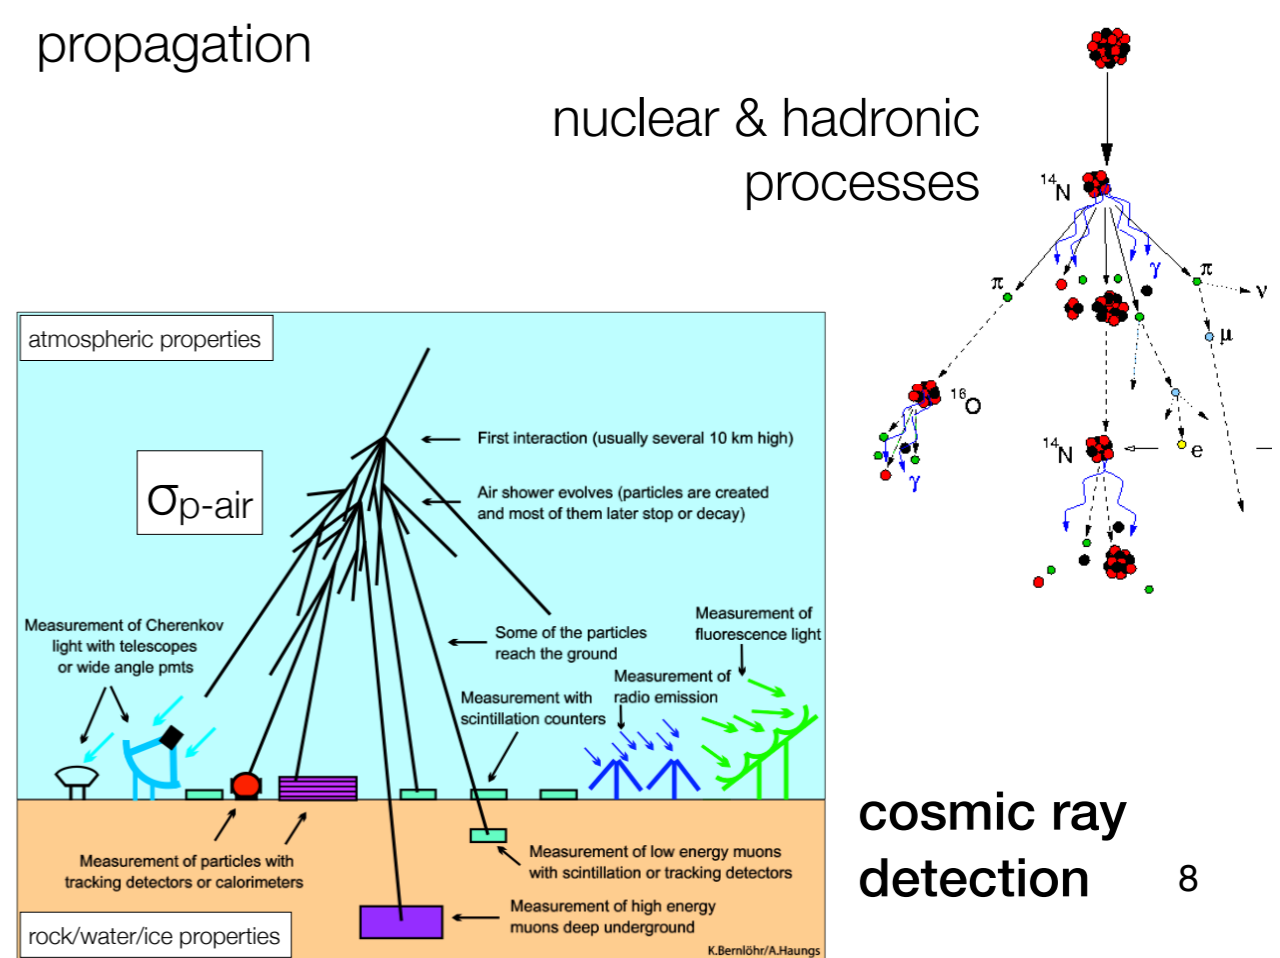 propagation
nuclear & hadronic
processes
¹⁴N
π
γ
π
ν
μ
¹⁶O
¹⁴N
e
γ
atmospheric properties
σp-air
First interaction (usually several 10 km high)
Air shower evolves (particles are created
and most of them later stop or decay)
Measurement of Cherenkov
light with telescopes
or wide angle pmts
Some of the particles
reach the ground
Measurement of
fluorescence light
Measurement of
radio emission
Measurement with
scintillation counters
Measurement of particles with
tracking detectors or calorimeters
Measurement of low energy muons
with scintillation or tracking detectors
Measurement of high energy
muons deep underground
rock/water/ice properties
K.Bernlöhr/A.Haungs
cosmic ray
detection
8